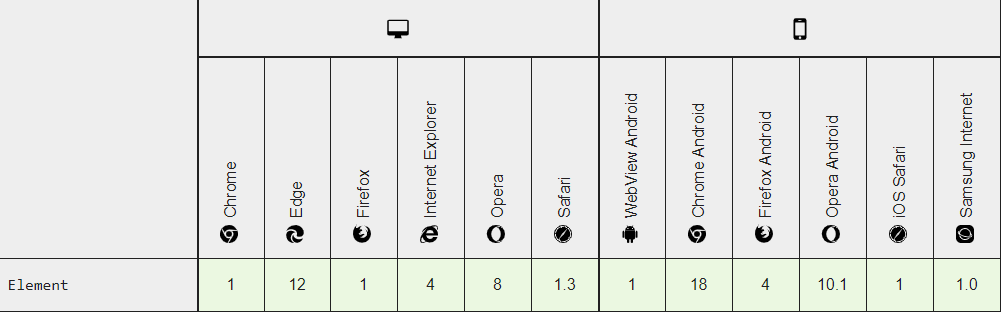 Chrome
Edge
Firefox
Internet Explorer
Opera
Safari
WebView Android
Chrome Android
Firefox Android
Opera Android
iOS Safari
Samsung Internet
Element 1 12 1 4 8 1.3 1 18 4 10.1 1 1.0